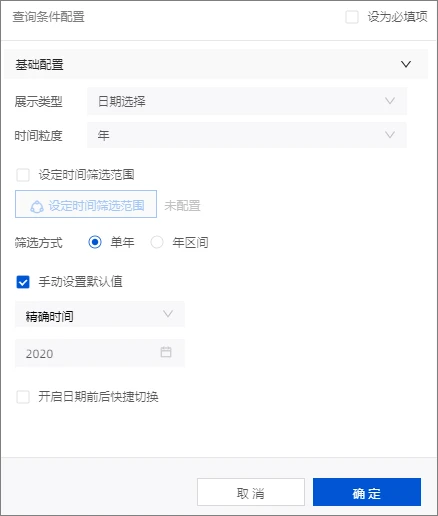 查询条件配置 设为必填项
基础配置
展示类型 日期选择
时间粒度 年
设定时间筛选范围
设定时间筛选范围 未配置
筛选方式 单年 年区间
手动设置默认值
精确时间
2020
开启日期前后快捷切换
取消 确定